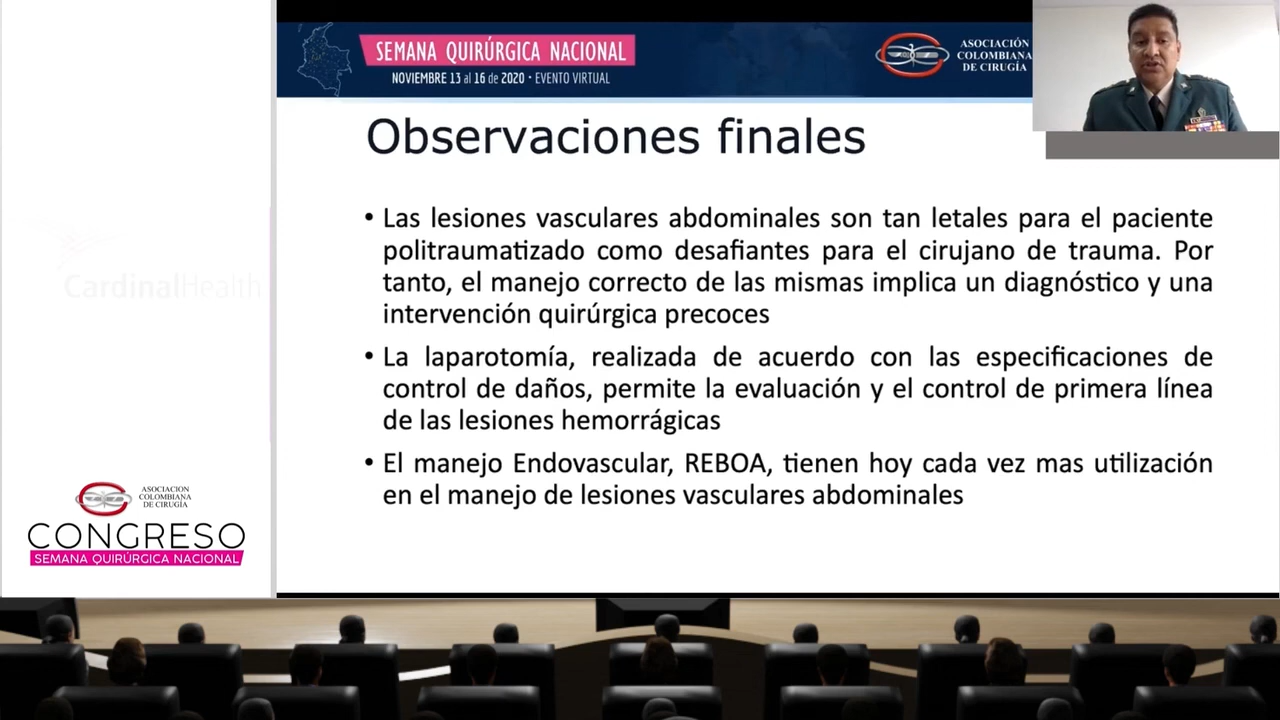 SEMANA QUIRÚRGICA NACIONAL
NOVIEMBRE 13 al 16 de 2020 • EVENTO VIRTUAL
ASOCIACIÓN
COLOMBIANA
DE CIRUGÍA
Observaciones finales
• Las lesiones vasculares abdominales son tan letales para el paciente
politraumatizado como desafiantes para el cirujano de trauma. Por
tanto, el manejo correcto de las mismas implica un diagnóstico y una
intervención quirúrgica precoces
• La laparotomía, realizada de acuerdo con las especificaciones de
control de daños, permite la evaluación y el control de primera línea
de las lesiones hemorrágicas
• El manejo Endovascular, REBOA, tienen hoy cada vez mas utilización
en el manejo de lesiones vasculares abdominales
CardinalHealth
ASOCIACION
COLOMBIANA
DE CIRUGÍA
CONGRESO
SEMANA QUIRÚRGICA NACIONAL